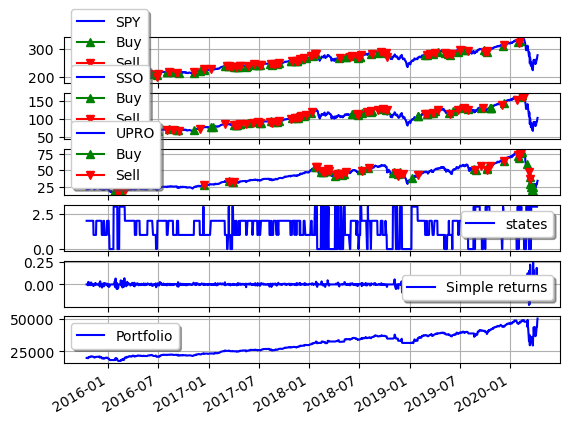 SPY
Buy
Sell
300
200
SSO
Buy
Sell
150
100
50
UPRO
Buy
Sell
75
50
25
states
2.5
0.0
Simple returns
0.25
0.00
Portfolio
50000
25000
2016-01 2016-07 2017-01 2017-07 2018-01 2018-07 2019-01 2019-07 2020-01